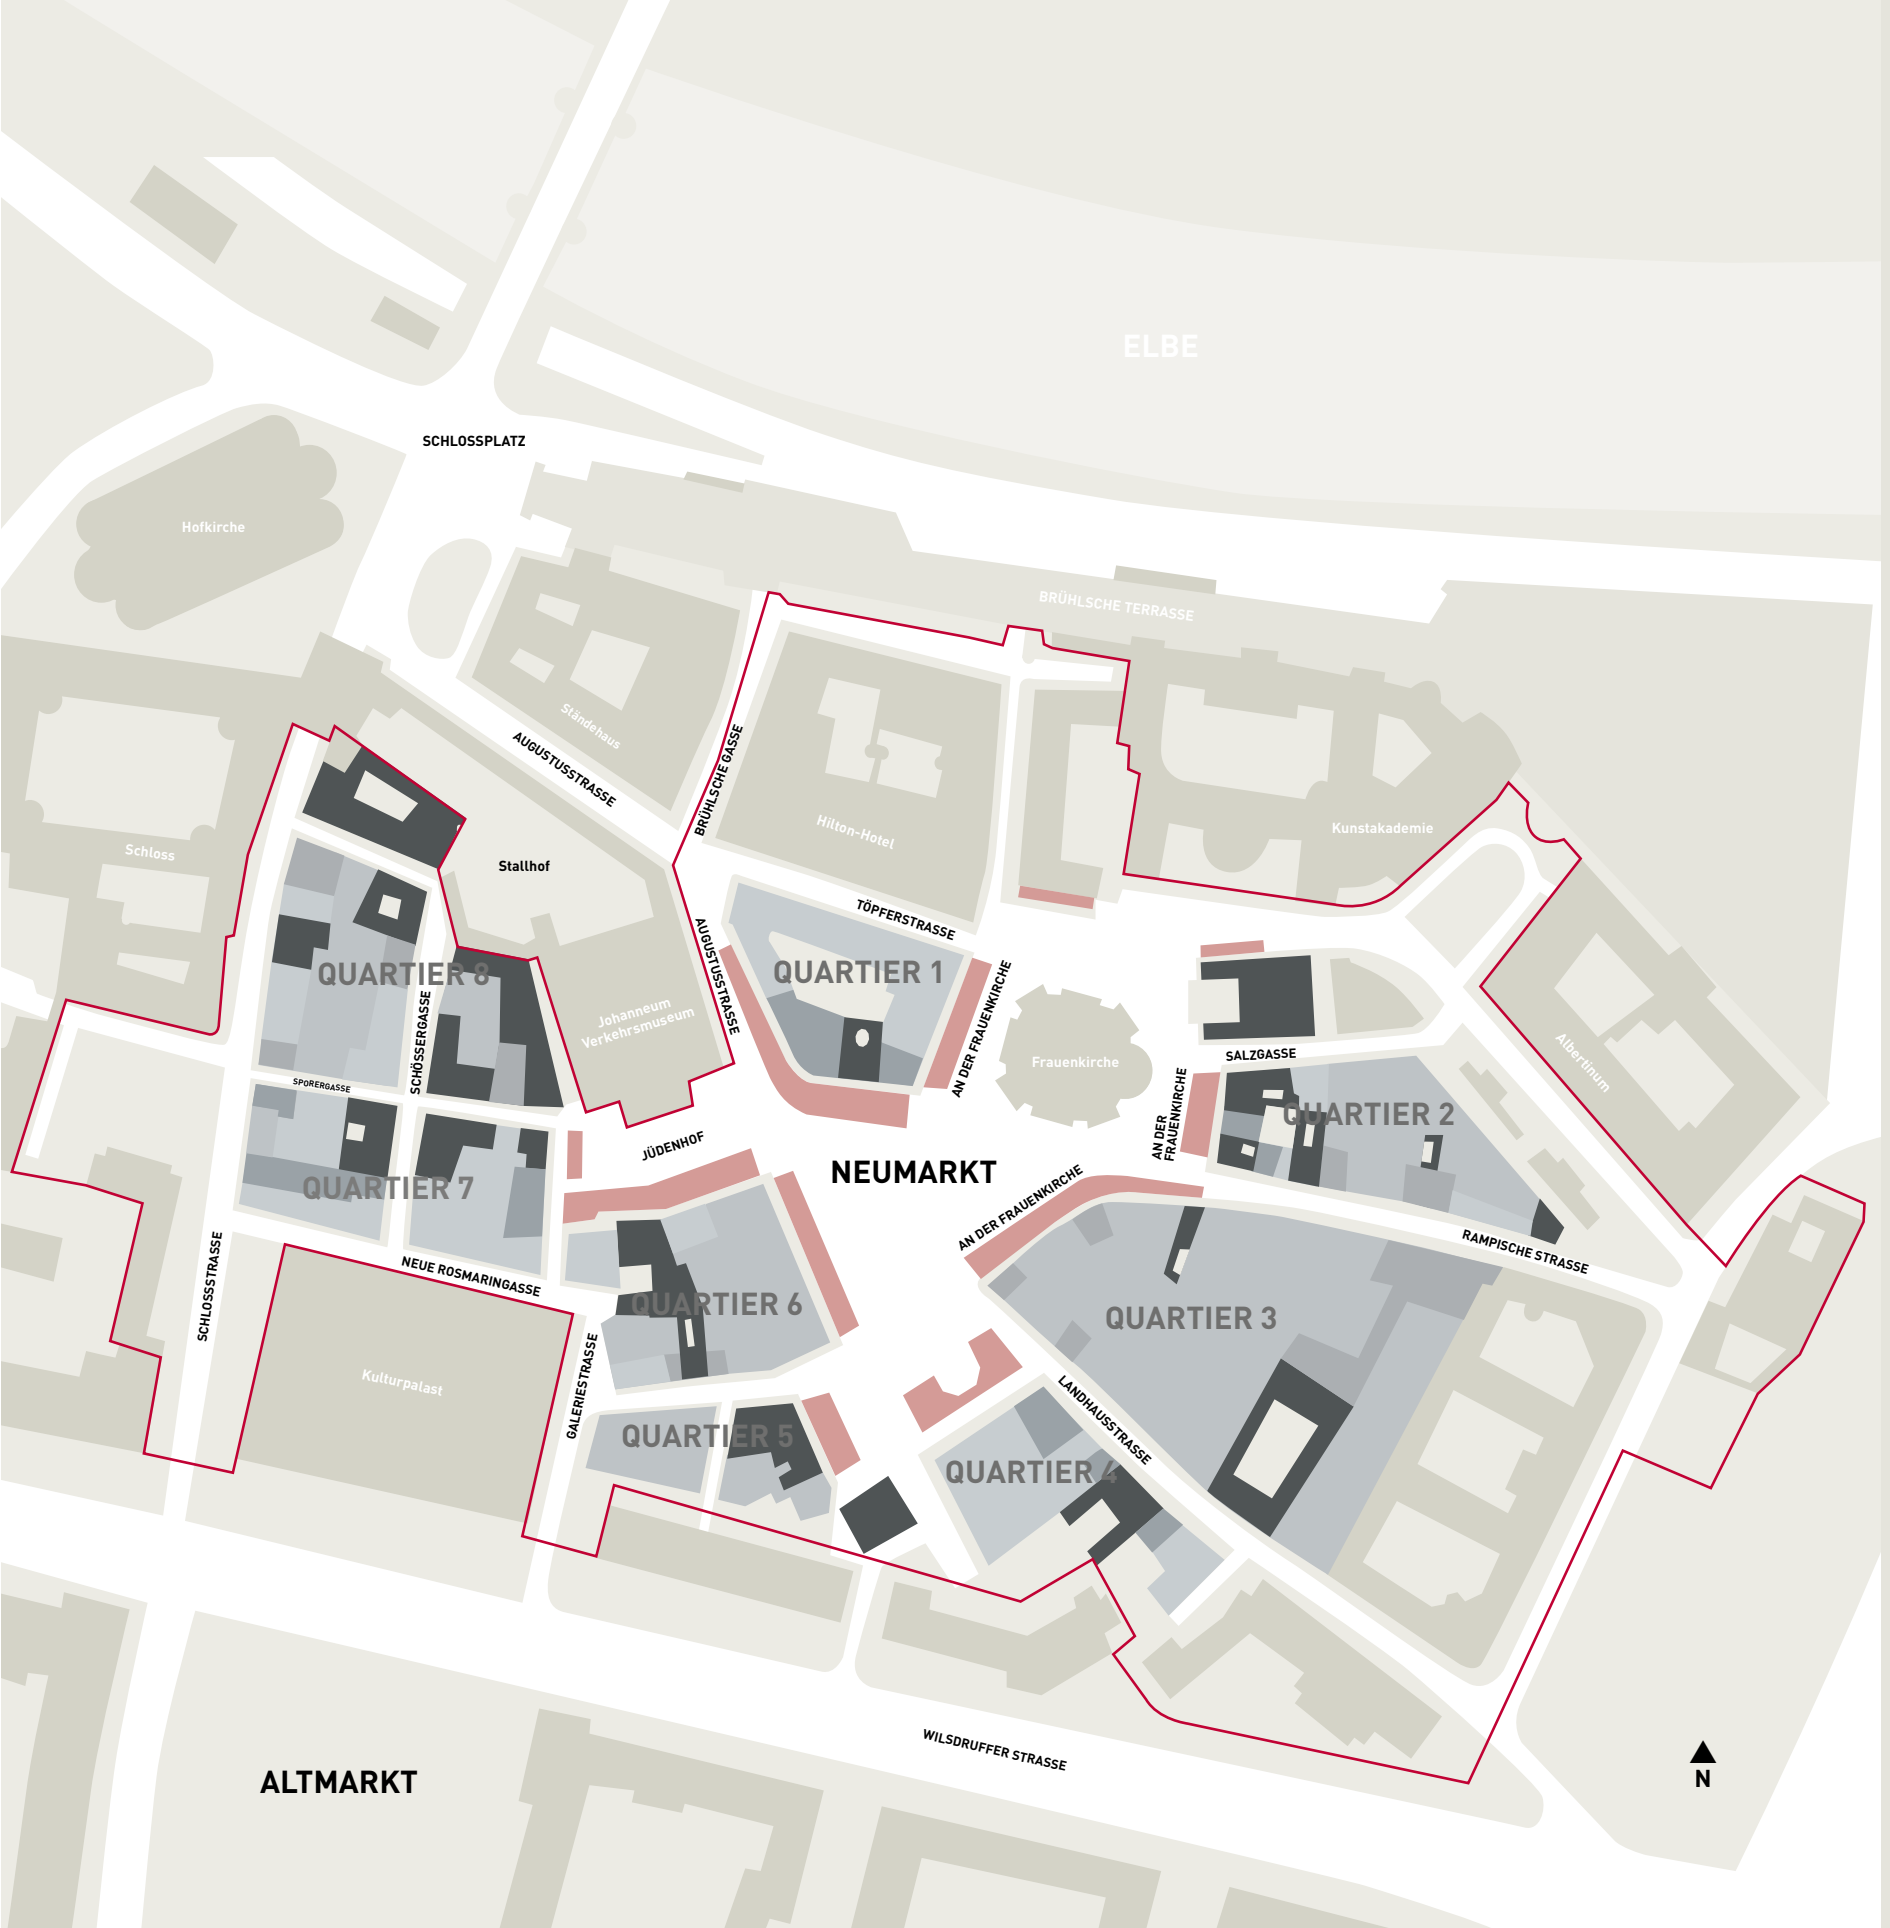 ELBE
SCHLOSSPLATZ
Hofkirche
BRÜHLSCHE TERRASSE
Ständehaus
AUGUSTUSSTRASSE
BRÜHLSCHE GASSE
Hilton-Hotel
Kunstakademie
Schloss
Stallhof
TÖPFERSTRASSE
AUGUSTUSSTRASSE
QUARTIER 8
QUARTIER 1
Johanneum
Verkehrsmuseum
AN DER FRAUENKIRCHE
SCHÖSSERGASSE
Frauenkirche
SALZGASSE
Albertinum
SPORERGASSE
QUARTIER 2
AN DER
FRAUENKIRCHE
JÜDENHOF
NEUMARKT
QUARTIER 7
AN DER FRAUENKIRCHE
RAMPISCHE STRASSE
SCHLOSSTRASSE
NEUE ROSMARINGASSE
QUARTIER 6
QUARTIER 3
Kulturpalast
GALERIESTRASSE
LANDHAUSSTRASSE
QUARTIER 5
QUARTIER 4
WILSDRUFFER STRASSE
ALTMARKT
N